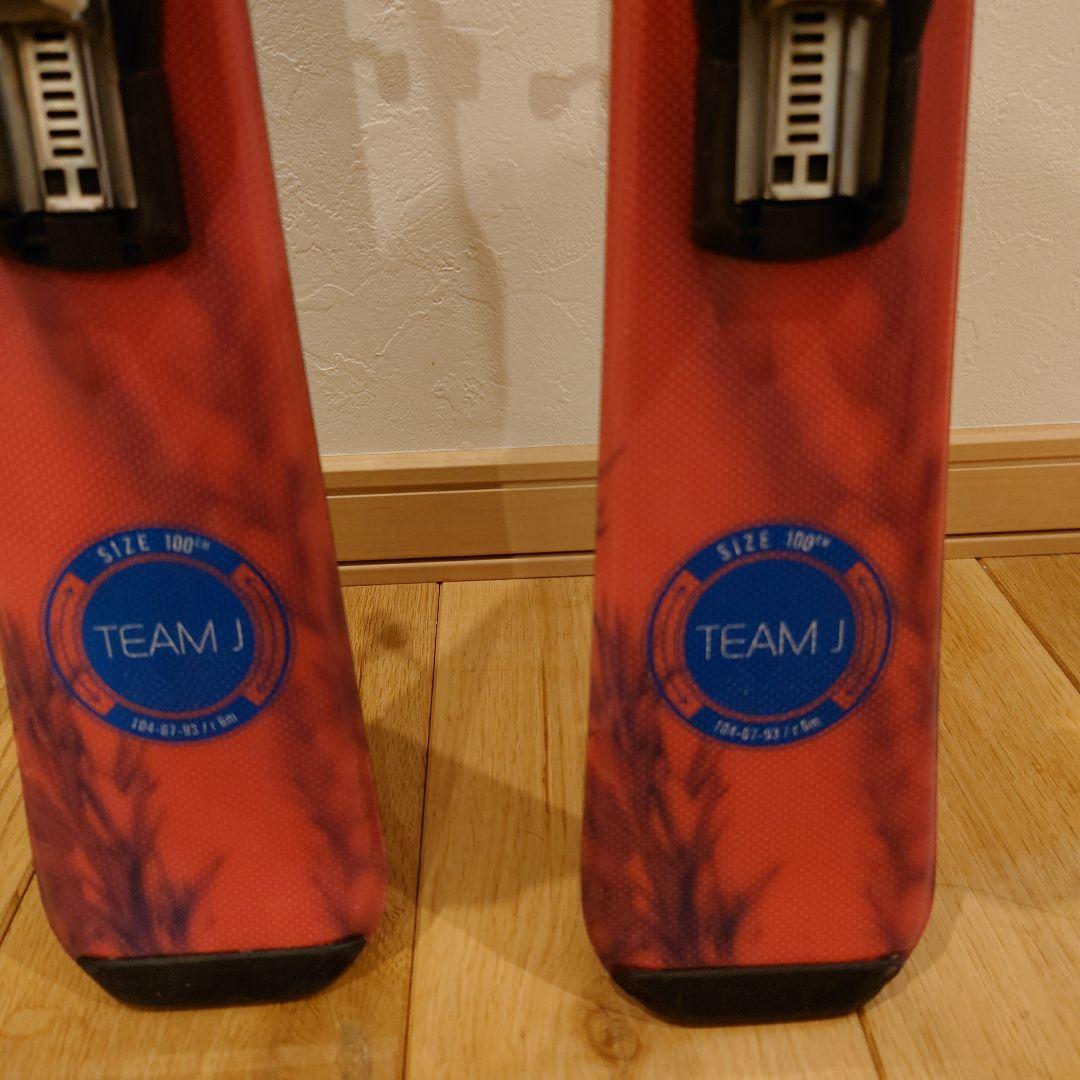 SIZE 100cm
TEAM J
104-67-93 / r 6m
SIZE 100cm
TEAM J
104-67-93 / r 6m